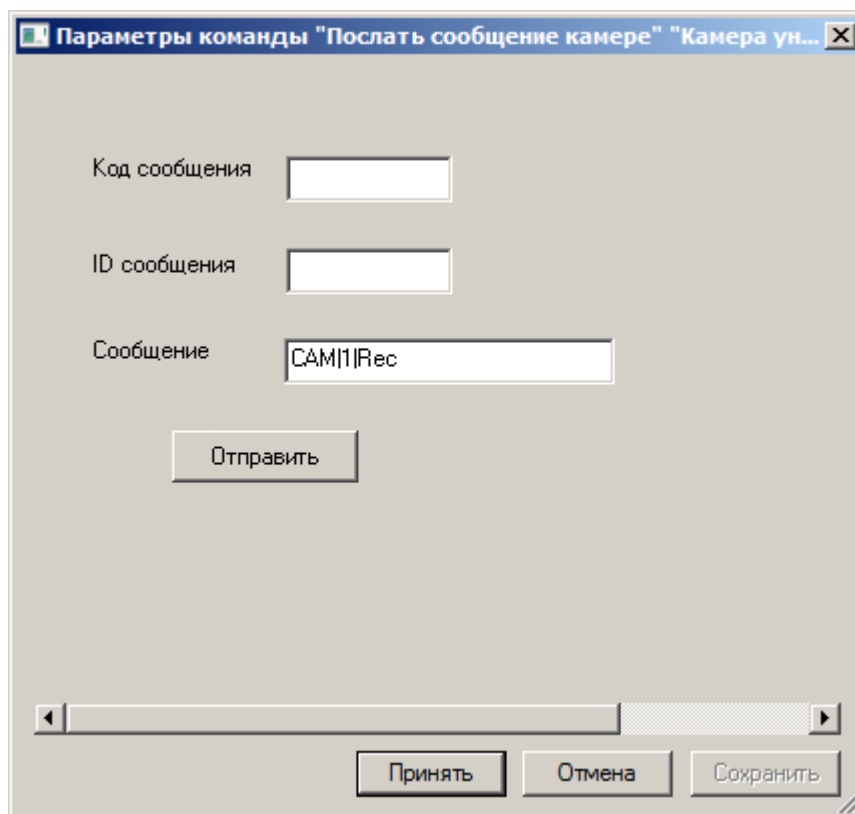 Параметры команды "Послать сообщение камере" "Камера ун...
Код сообщения
ID сообщения
Сообщение
CAM|1|Rec
Отправить
Принять
Отмена
Сохранить